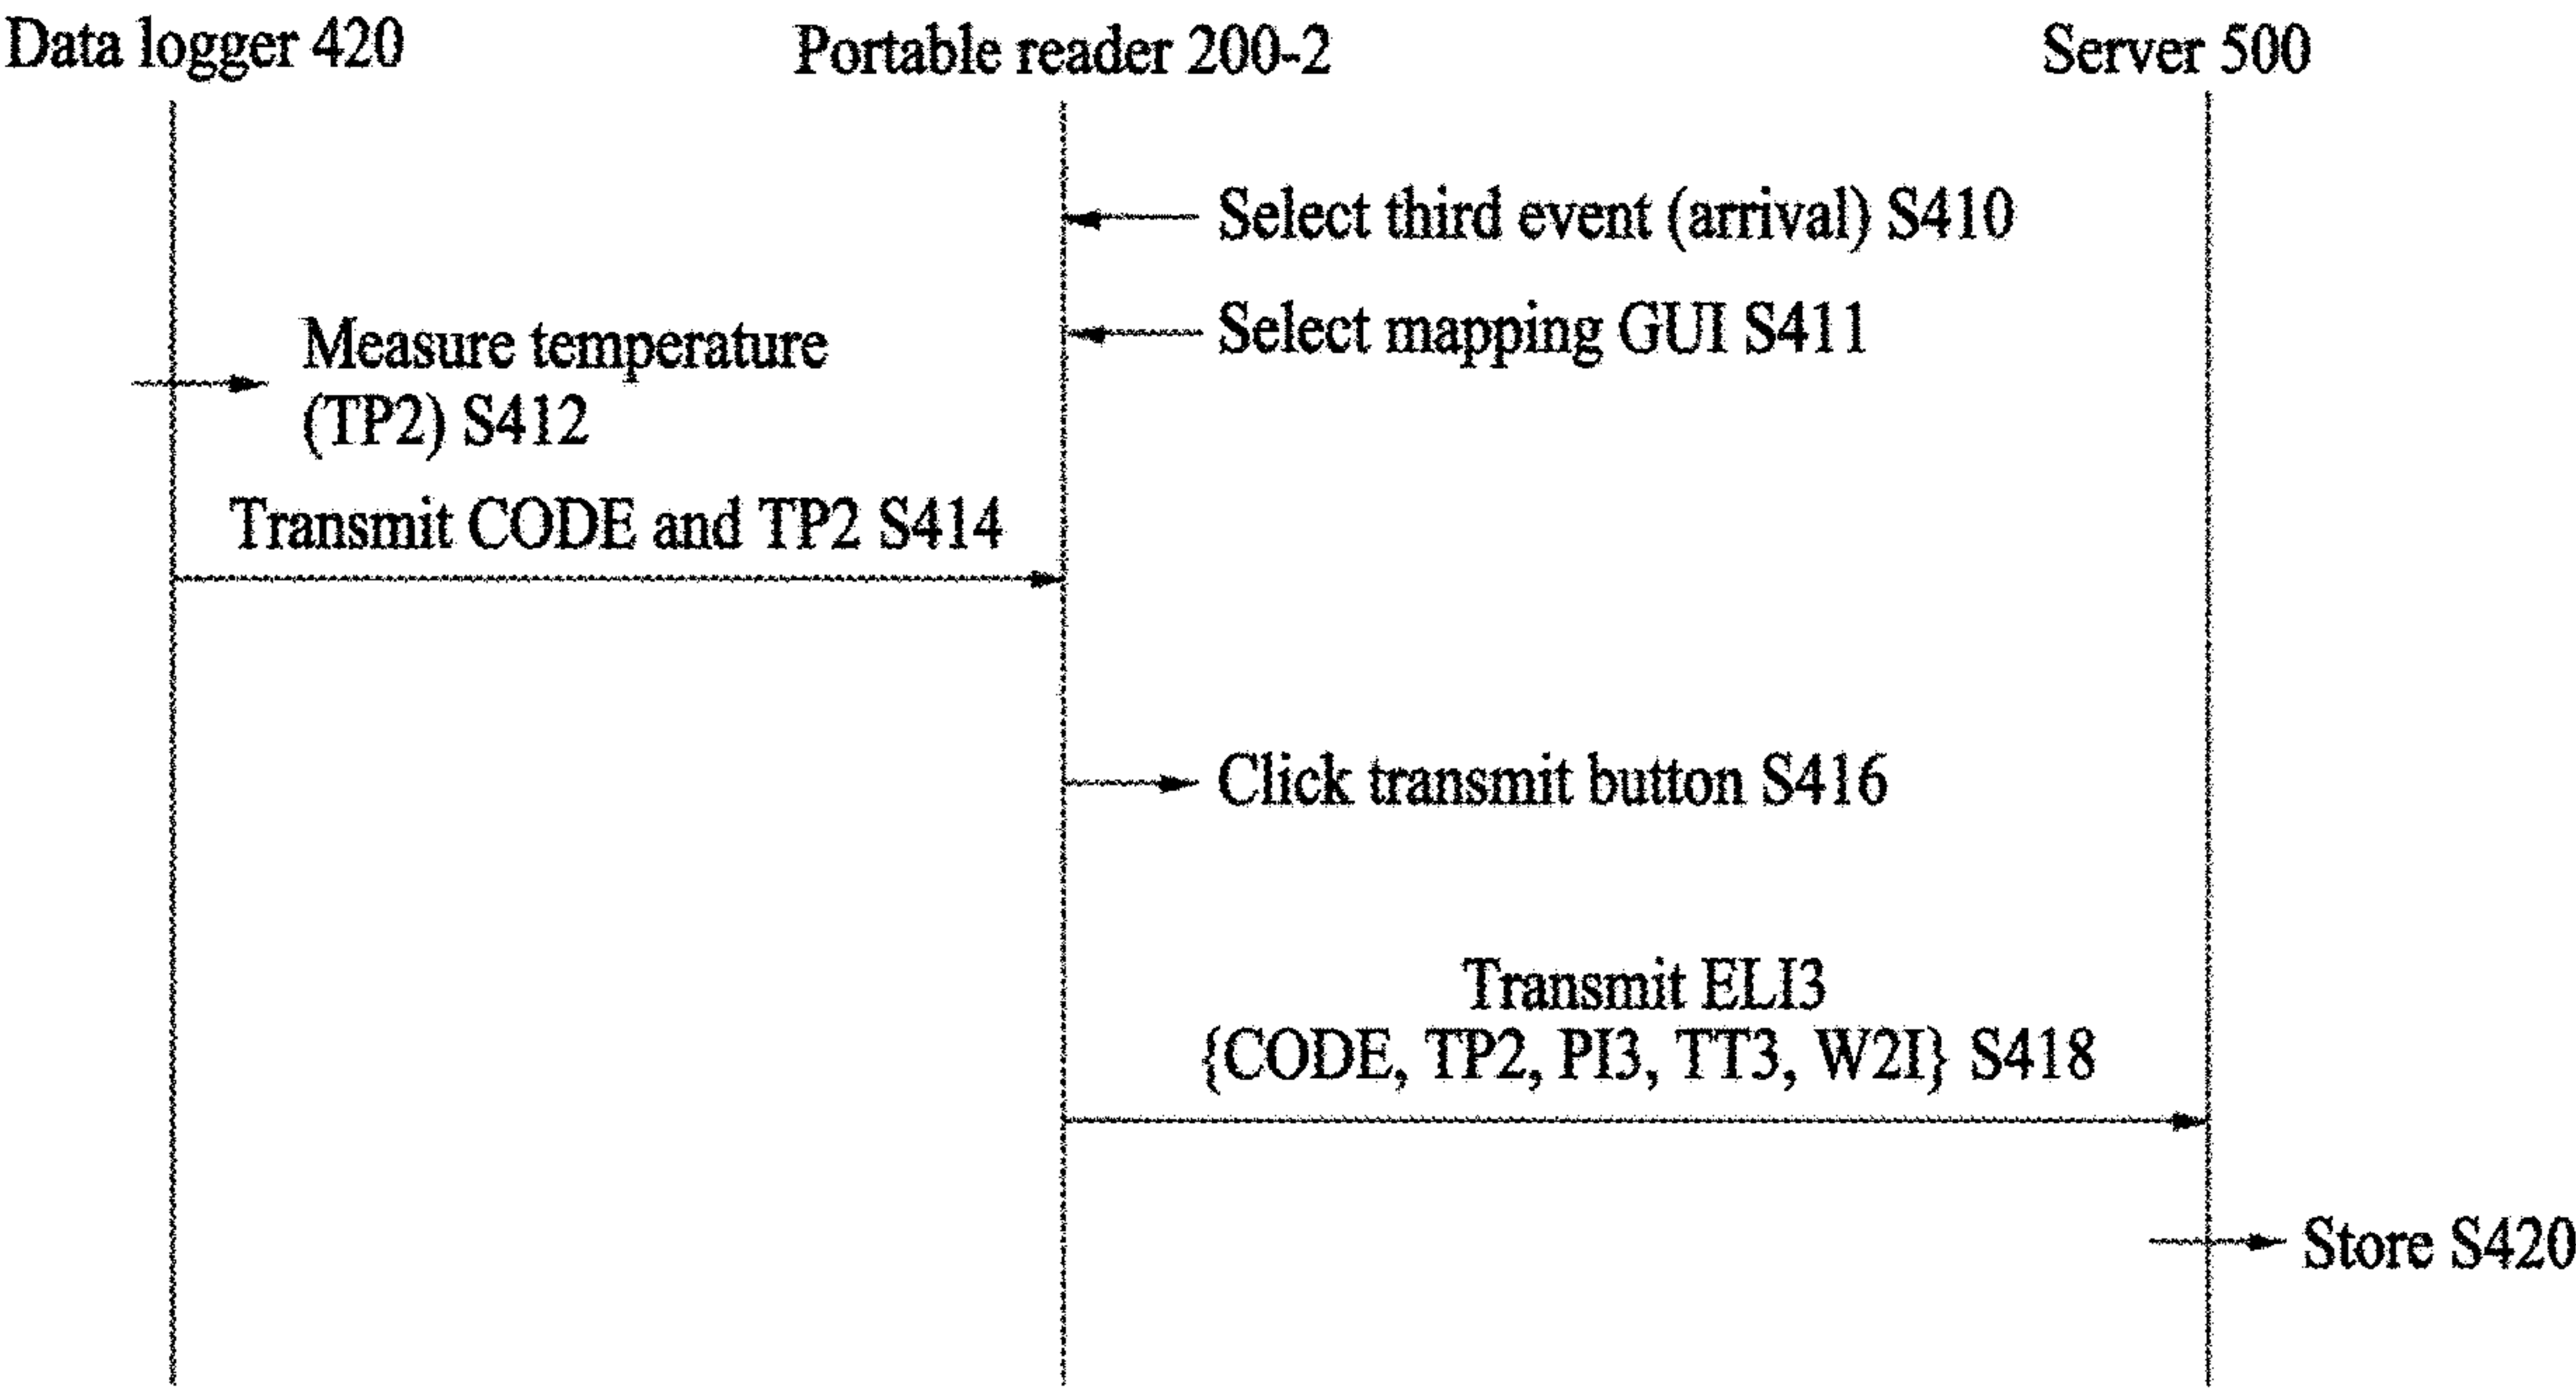 Data logger 420
Portable reader 200-2
Server 500
Select third event (arrival) S410
Select mapping GUI S411
Measure temperature
(TP2) S412
Transmit CODE and TP2 S414
Click transmit button S416
Transmit ELI3
{CODE, TP2, PI3, TT3, W2I} S418
Store S420